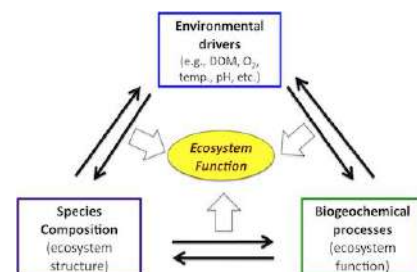 Environmental
drivers
(e.g., DOM, O₂,
temp., pH, etc.)
Ecosystem
Function
Species
Composition
(ecosystem
structure)
Biogeochemical
processes
(ecosystem
function)